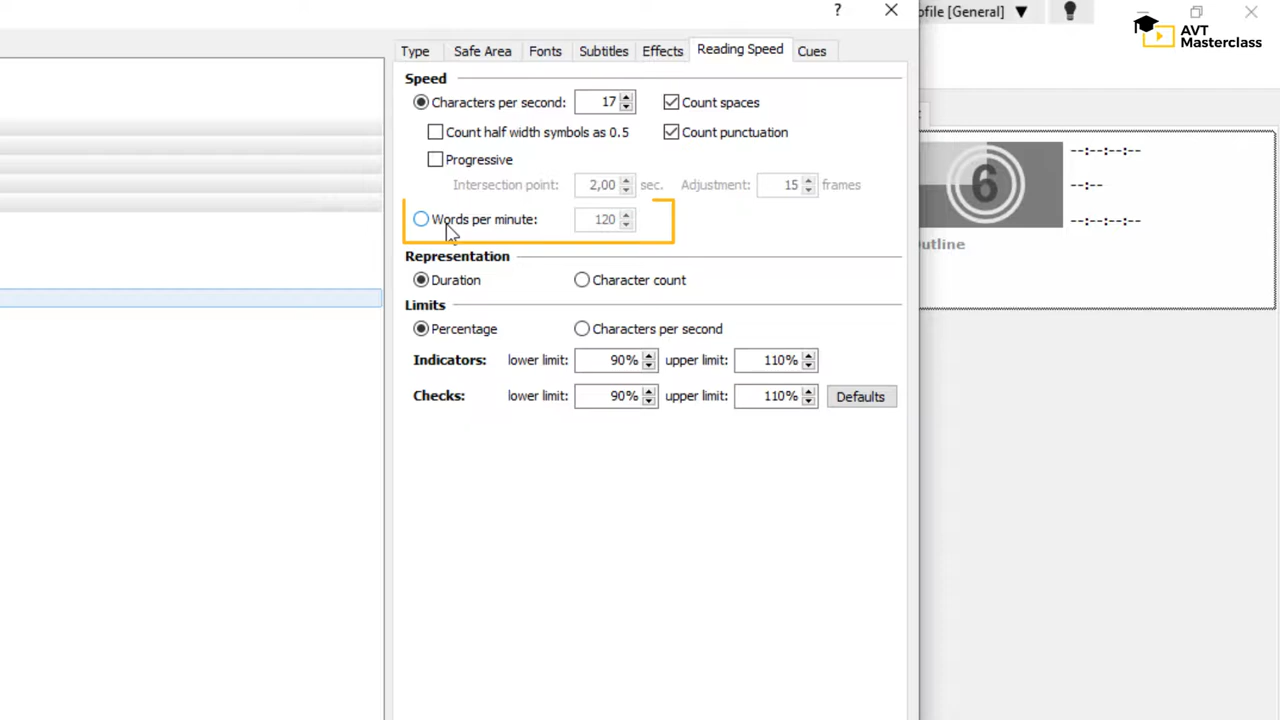 ofile [General] ▼
AVT
Masterclass
? ×
Type Safe Area Fonts Subtitles Effects Reading Speed Cues
Speed
Characters per second: 17 Count spaces
Count half width symbols as 0.5 Count punctuation
Progressive
Intersection point: 2,00 sec. Adjustment: 15 frames
Words per minute: 120
Representation
Duration Character count
Limits
Percentage Characters per second
Indicators: lower limit: 90% upper limit: 110%
Checks: lower limit: 90% upper limit: 110% Defaults
6
--:--:--:--
--:--
--:--:--:--
utline